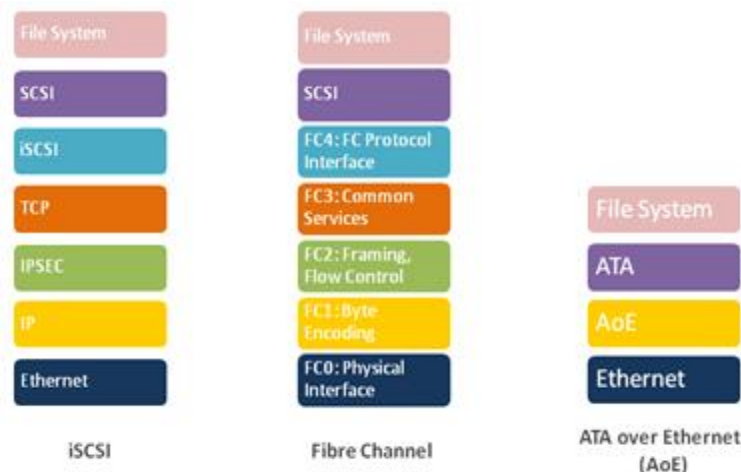 File System
SCSI
iSCSI
TCP
IPSEC
IP
Ethernet
iSCSI
File System
SCSI
FC4: FC Protocol
Interface
FC3: Common
Services
FC2: Framing,
Flow Control
FC1: Byte
Encoding
FC0: Physical
Interface
Fibre Channel
File System
ATA
AoE
Ethernet
ATA over Ethernet
(AoE)